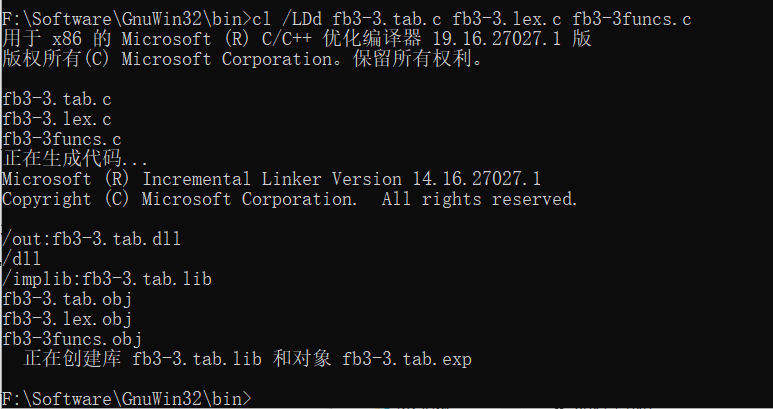 F:\Software\GnuWin32\bin>cl /LDd fb3-3.tab.c fb3-3.lex.c fb3-3funcs.c
用于 x86 的 Microsoft (R) C/C++ 优化编译器 19.16.27027.1 版
版权所有(C) Microsoft Corporation。保留所有权利。
fb3-3.tab.c
fb3-3.lex.c
fb3-3funcs.c
正在生成代码...
Microsoft (R) Incremental Linker Version 14.16.27027.1
Copyright (C) Microsoft Corporation.  All rights reserved.
/out:fb3-3.tab.dll
/dll
/implib:fb3-3.tab.lib
fb3-3.tab.obj
fb3-3.lex.obj
fb3-3funcs.obj
正在创建库 fb3-3.tab.lib 和对象 fb3-3.tab.exp
F:\Software\GnuWin32\bin>